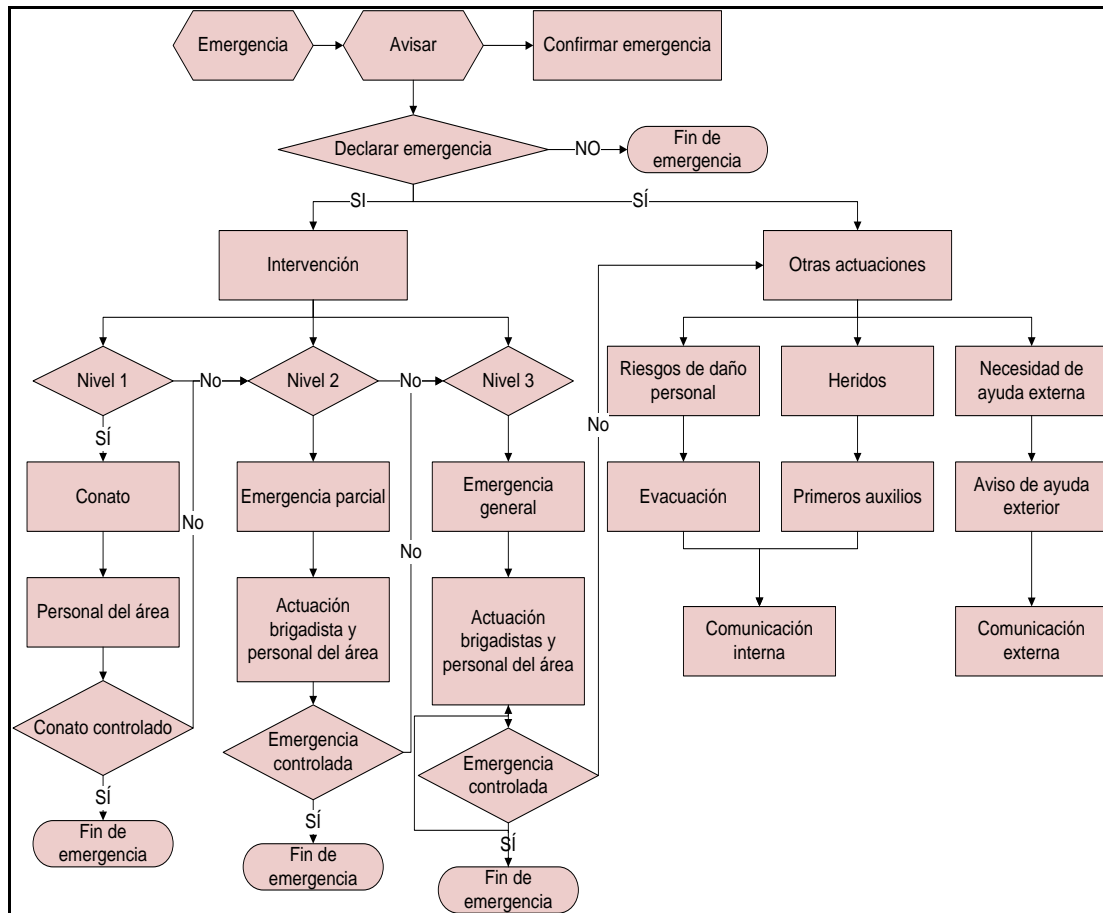 Emergencia
Avisar
Confirmar emergencia
Declarar emergencia
NO
Fin de
emergencia
SI
SÍ
Intervención
Otras actuaciones
Nivel 1
No
Nivel 2
No
Nivel 3
Riesgos de daño
personal
Heridos
Necesidad de
ayuda externa
No
SÍ
Conato
Emergencia parcial
Emergencia
general
Evacuación
Primeros auxilios
Aviso de ayuda
exterior
No
No
Personal del área
Actuación
brigadista y
personal del área
Actuación
brigadistas y
personal del área
Comunicación
interna
Comunicación
externa
Conato controlado
Emergencia
controlada
Emergencia
controlada
SÍ
SÍ
SÍ
Fin de
emergencia
Fin de
emergencia
Fin de
emergencia